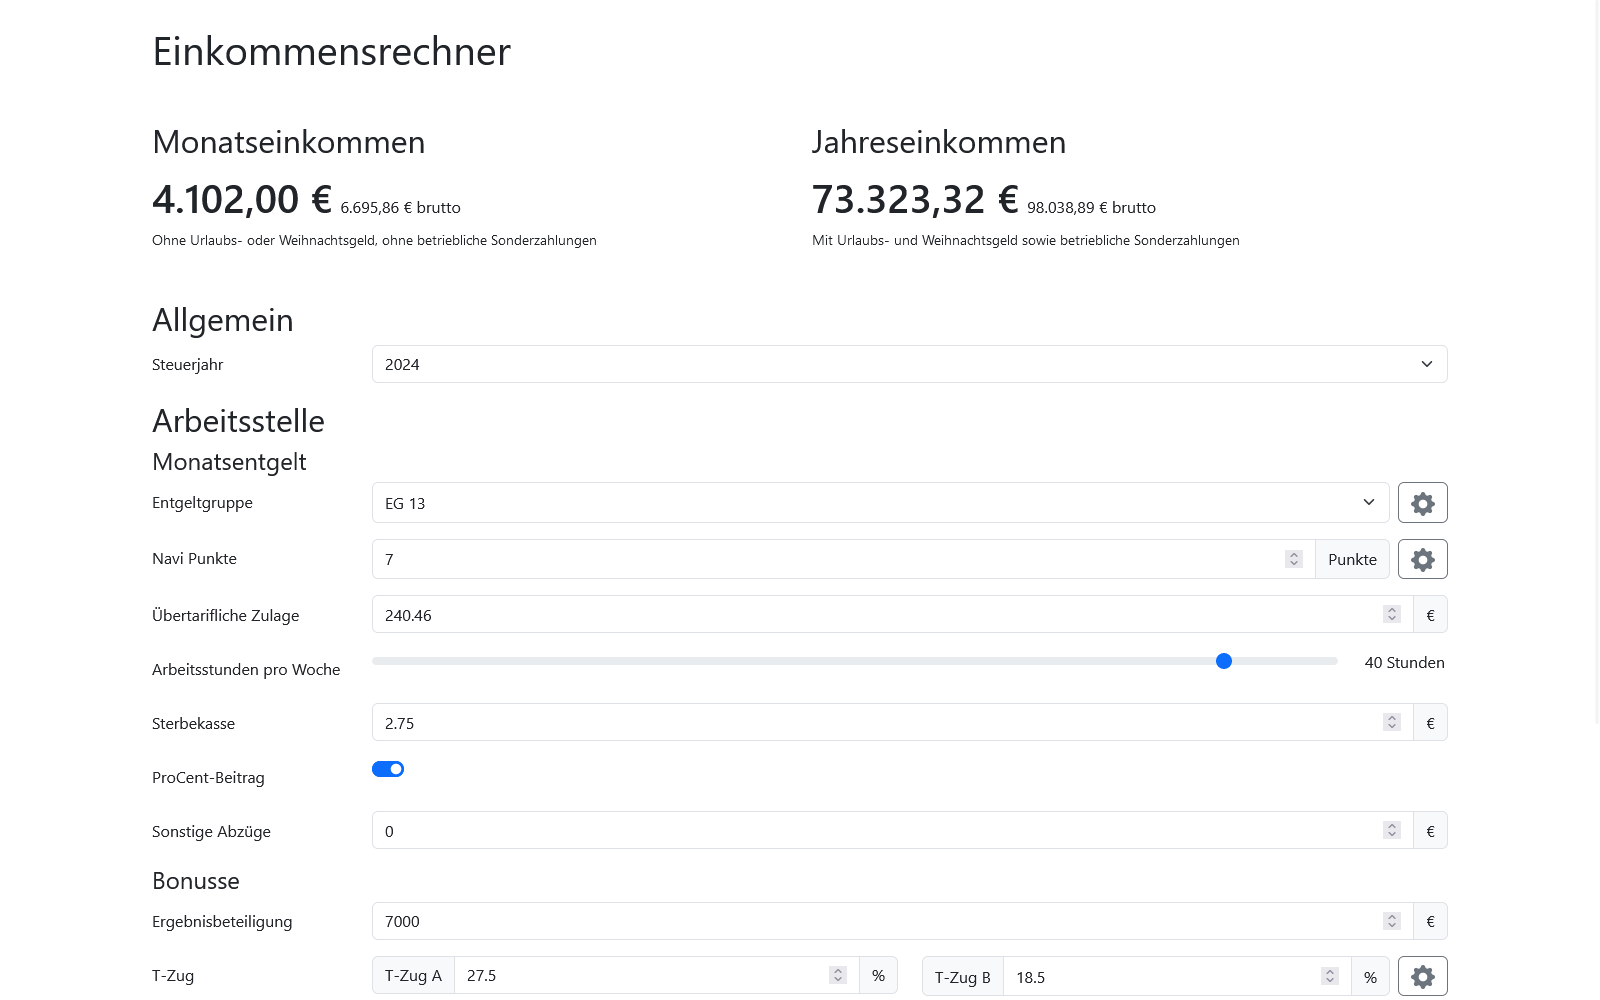 Einkommensrechner
Monatseinkommen
4.102,00 € 6.695,86 € brutto
Ohne Urlaubs- oder Weihnachtsgeld, ohne betriebliche Sonderzahlungen
Jahreseinkommen
73.323,32 € 98.038,89 € brutto
Mit Urlaubs- und Weihnachtsgeld sowie betriebliche Sonderzahlungen
Allgemein
Steuerjahr 2024
Arbeitsstelle
Monatsentgelt
Entgeltgruppe EG 13
Navi Punkte 7 Punkte
Übertarifliche Zulage 240.46 €
Arbeitsstunden pro Woche 40 Stunden
Sterbekasse 2.75 €
ProCent-Beitrag
Sonstige Abzüge 0 €
Bonusse
Ergebnisbeteiligung 7000 €
T-Zug T-Zug A 27.5 % T-Zug B 18.5 %